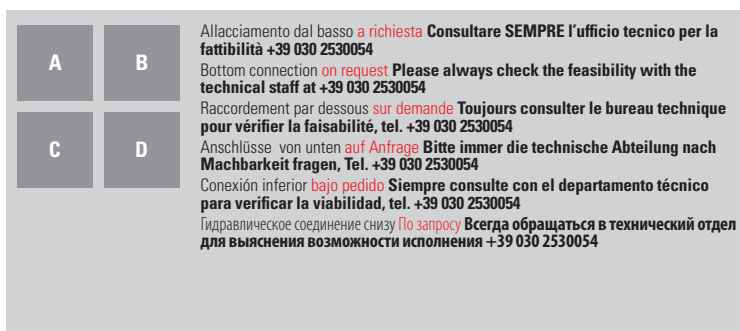 A
B
C
D
Allacciamento dal basso a richiesta Consultare SEMPRE l'ufficio tecnico per la
fattibilità +39 030 2530054
Bottom connection on request Please always check the feasibility with the
technical staff at +39 030 2530054
Raccordement par dessous sur demande Toujours consulter le bureau technique
pour vérifier la faisabilité, tel. +39 030 2530054
Anschlüsse von unten auf Anfrage Bitte immer die technische Abteilung nach
Machbarkeit fragen, Tel. +39 030 2530054
Conexión inferior bajo pedido Siempre consulte con el departamento técnico
para verificar la viabilidad, tel. +39 030 2530054
Гидравлическое соединение снизу По запросу Всегда обращаться в технический отдел
для выяснения возможности исполнения +39 030 2530054